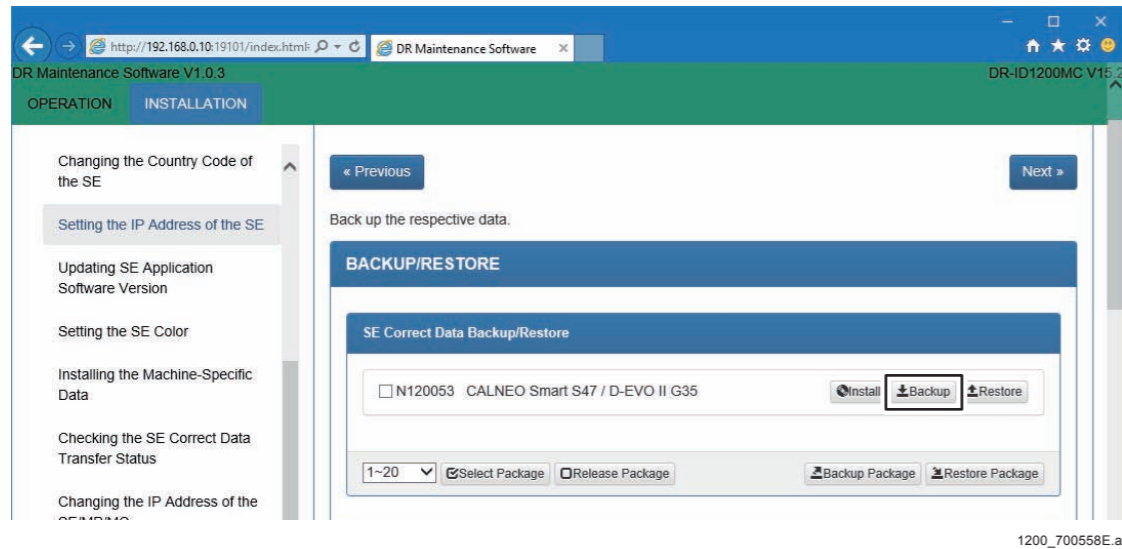 http://192.168.0.10:19101/index.html
DR Maintenance Software
DR Maintenance Software V1.0.3
DR-ID1200MC V15.2
OPERATION INSTALLATION
Changing the Country Code of
the SE
Setting the IP Address of the SE
Updating SE Application
Software Version
Setting the SE Color
Installing the Machine-Specific
Data
Checking the SE Correct Data
Transfer Status
Changing the IP Address of the
SE/MP/MC
« Previous
Next »
Back up the respective data.
BACKUP/RESTORE
SE Correct Data Backup/Restore
N120053 CALNEO Smart S47 / D-EVO II G35
Install Backup Restore
1~20 Select Package Release Package Backup Package Restore Package
1200_700558E.a